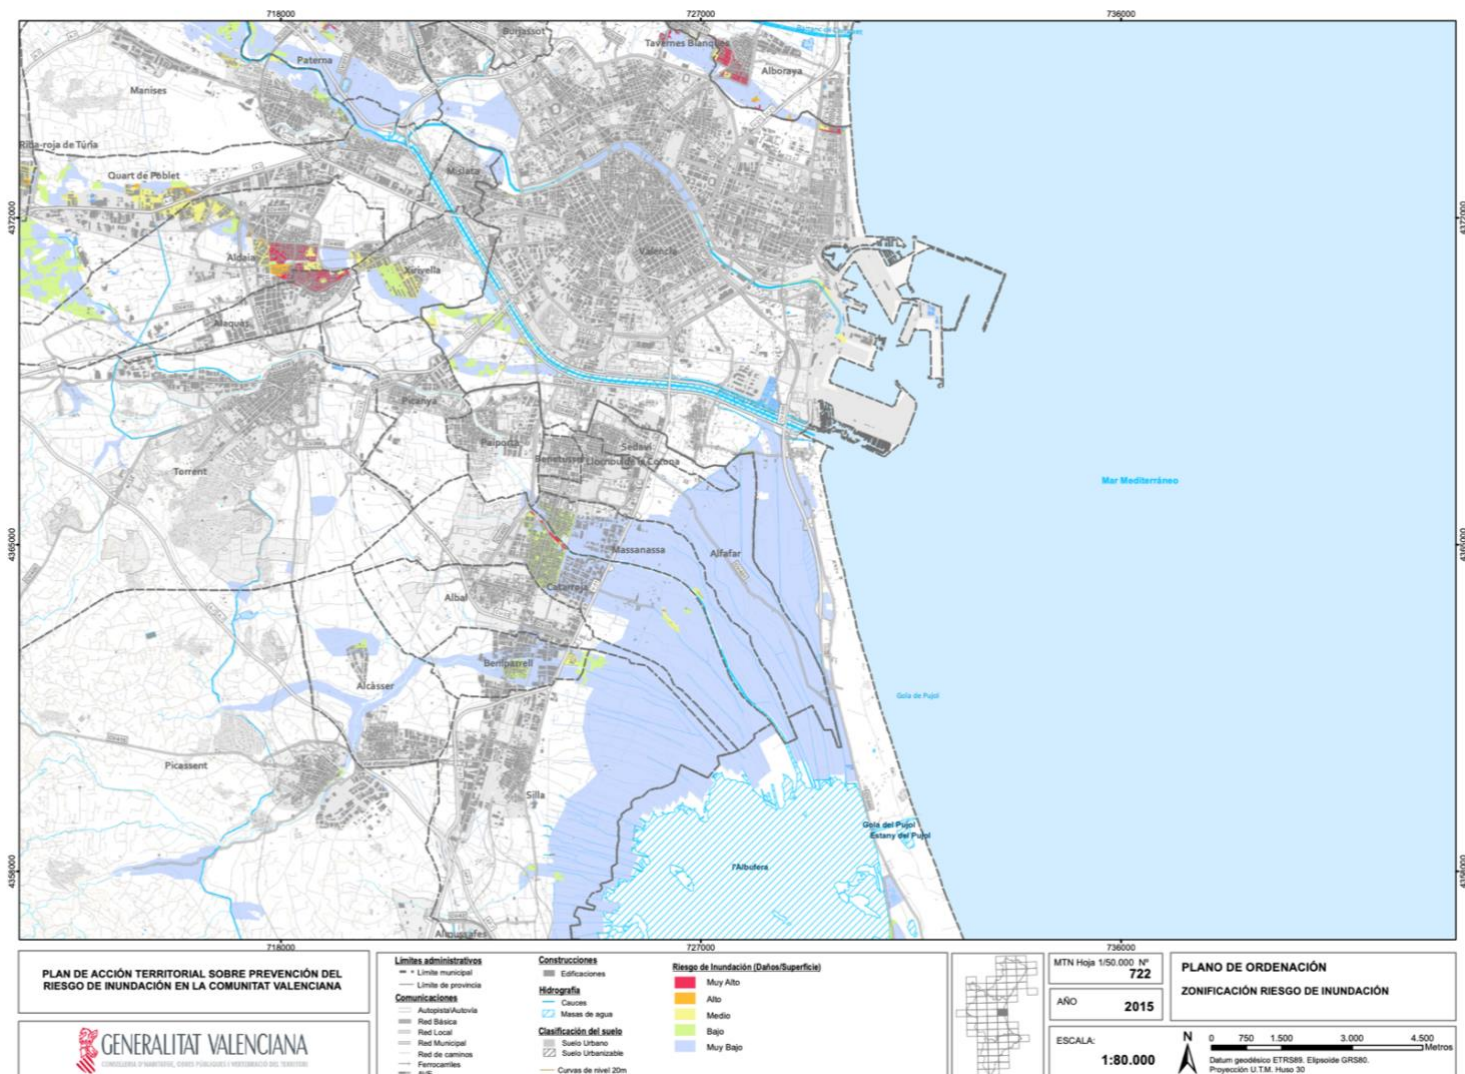 718000
727000
736000
Burjassot
Tavernes Blanques
Paterna
Alboraya
Manises
Riba-roja de Túria
Quart de Poblet
Mislata
4372000
4372000
València
Aldaia
Xirivella
Alaquàs
Picanya
Paiporta
Sedaví
Benetusser
Llocnou de la Corona
Torrent
Mar Mediterráneo
4365000
4365000
Massanassa
Alfafar
Catarroja
Albal
Beniparrell
Alcàsser
Gola de Pujol
Picassent
Silla
Gola del Pujol
Estany del Pujol
l'Albufera
4358000
4358000
718000
727000
736000
PLAN DE ACCIÓN TERRITORIAL SOBRE PREVENCIÓN DEL
RIESGO DE INUNDACIÓN EN LA COMUNITAT VALENCIANA
GENERALITAT VALENCIANA
Límites administrativos
Límite municipal
Límite de provincia
Comunicaciones
Autopista\Autovía
Red Básica
Red Local
Red Municipal
Red de caminos
Ferrocarriles
Construcciones
Edificaciones
Hidrografía
Cauces
Masas de agua
Clasificación del suelo
Suelo Urbano
Suelo Urbanizable
Curvas de nivel 20m
Riesgo de Inundación (Daños/Superficie)
Muy Alto
Alto
Medio
Bajo
Muy Bajo
MTN Hoja 1/50.000 Nº
722
AÑO
2015
ESCALA:
1:80.000
PLANO DE ORDENACIÓN
ZONIFICACIÓN RIESGO DE INUNDACIÓN
N
0 750 1.500 3.000 4.500
Metros
Datum geodésico ETRS89. Elipsoide GRS80.
Proyección U.T.M. Huso 30